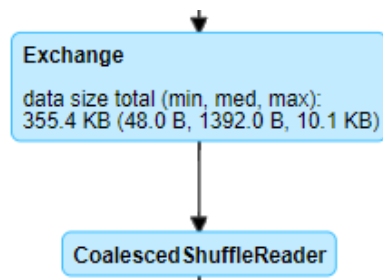 Exchange
data size total (min, med, max):
355.4 KB (48.0 B, 1392.0 B, 10.1 KB)
CoalescedShuffleReader